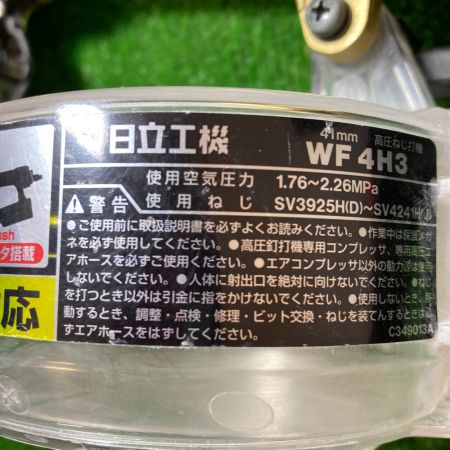 日立工機
41mm 高圧ねじ打機
WF 4H3
使用空気圧力 1.76~2.26MPa
警告 使用ねじ SV3925H(D)~SV4241H(J)
●ご使用前に取扱説明書を必ずよくお読みください。●作業中は保護メガ
ネを必ず使用してください。●高圧釘打機専用コンプレッサ、専用
エアホースを必ずご使用ください。●エアコンプレッサ以外の動力源は使用
しないでください。●人体に射出口を絶対に向けないでください。●ねじ
を打つとき以外は引金に指をかけないでください。●使用しないとき、移
動するとき、調整・点検・修理・ビット交換・ねじを装てんするときは必
ずエアホースをはずしてください。
C349013A
ush
タ搭載
応